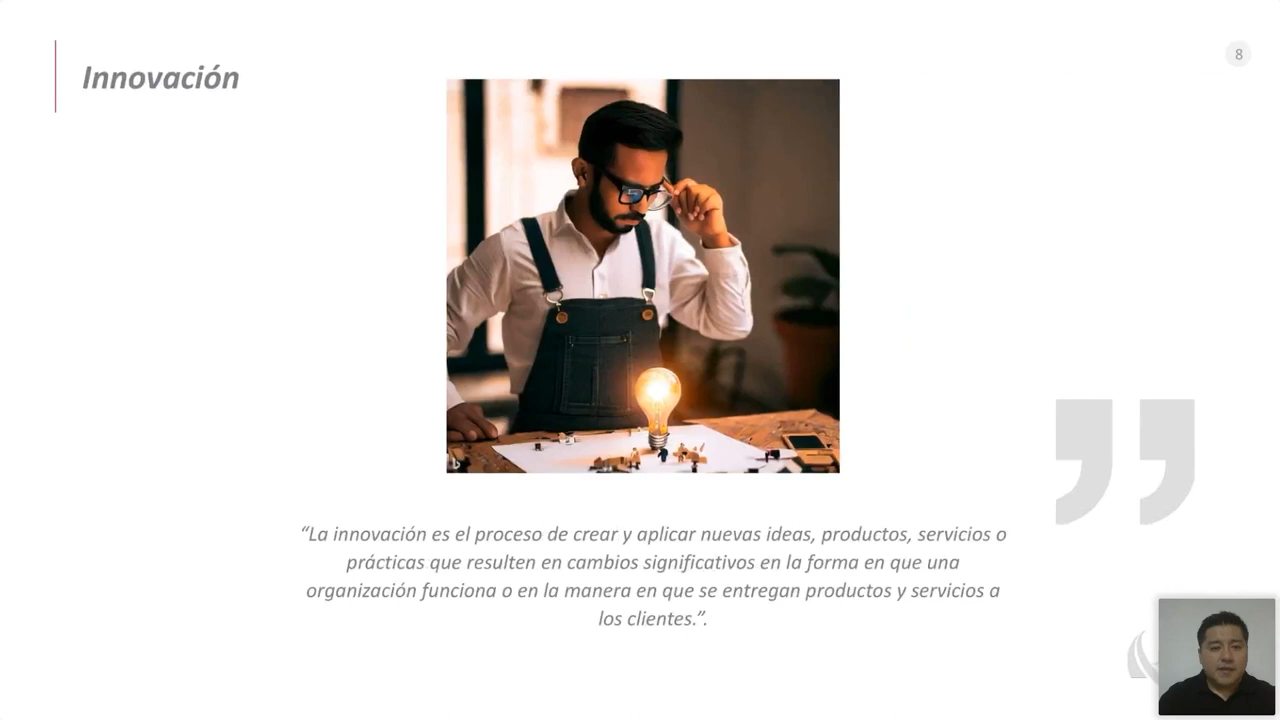 Innovación
8
“La innovación es el proceso de crear y aplicar nuevas ideas, productos, servicios o
prácticas que resulten en cambios significativos en la forma en que una
organización funciona o en la manera en que se entregan productos y servicios a
los clientes.”.